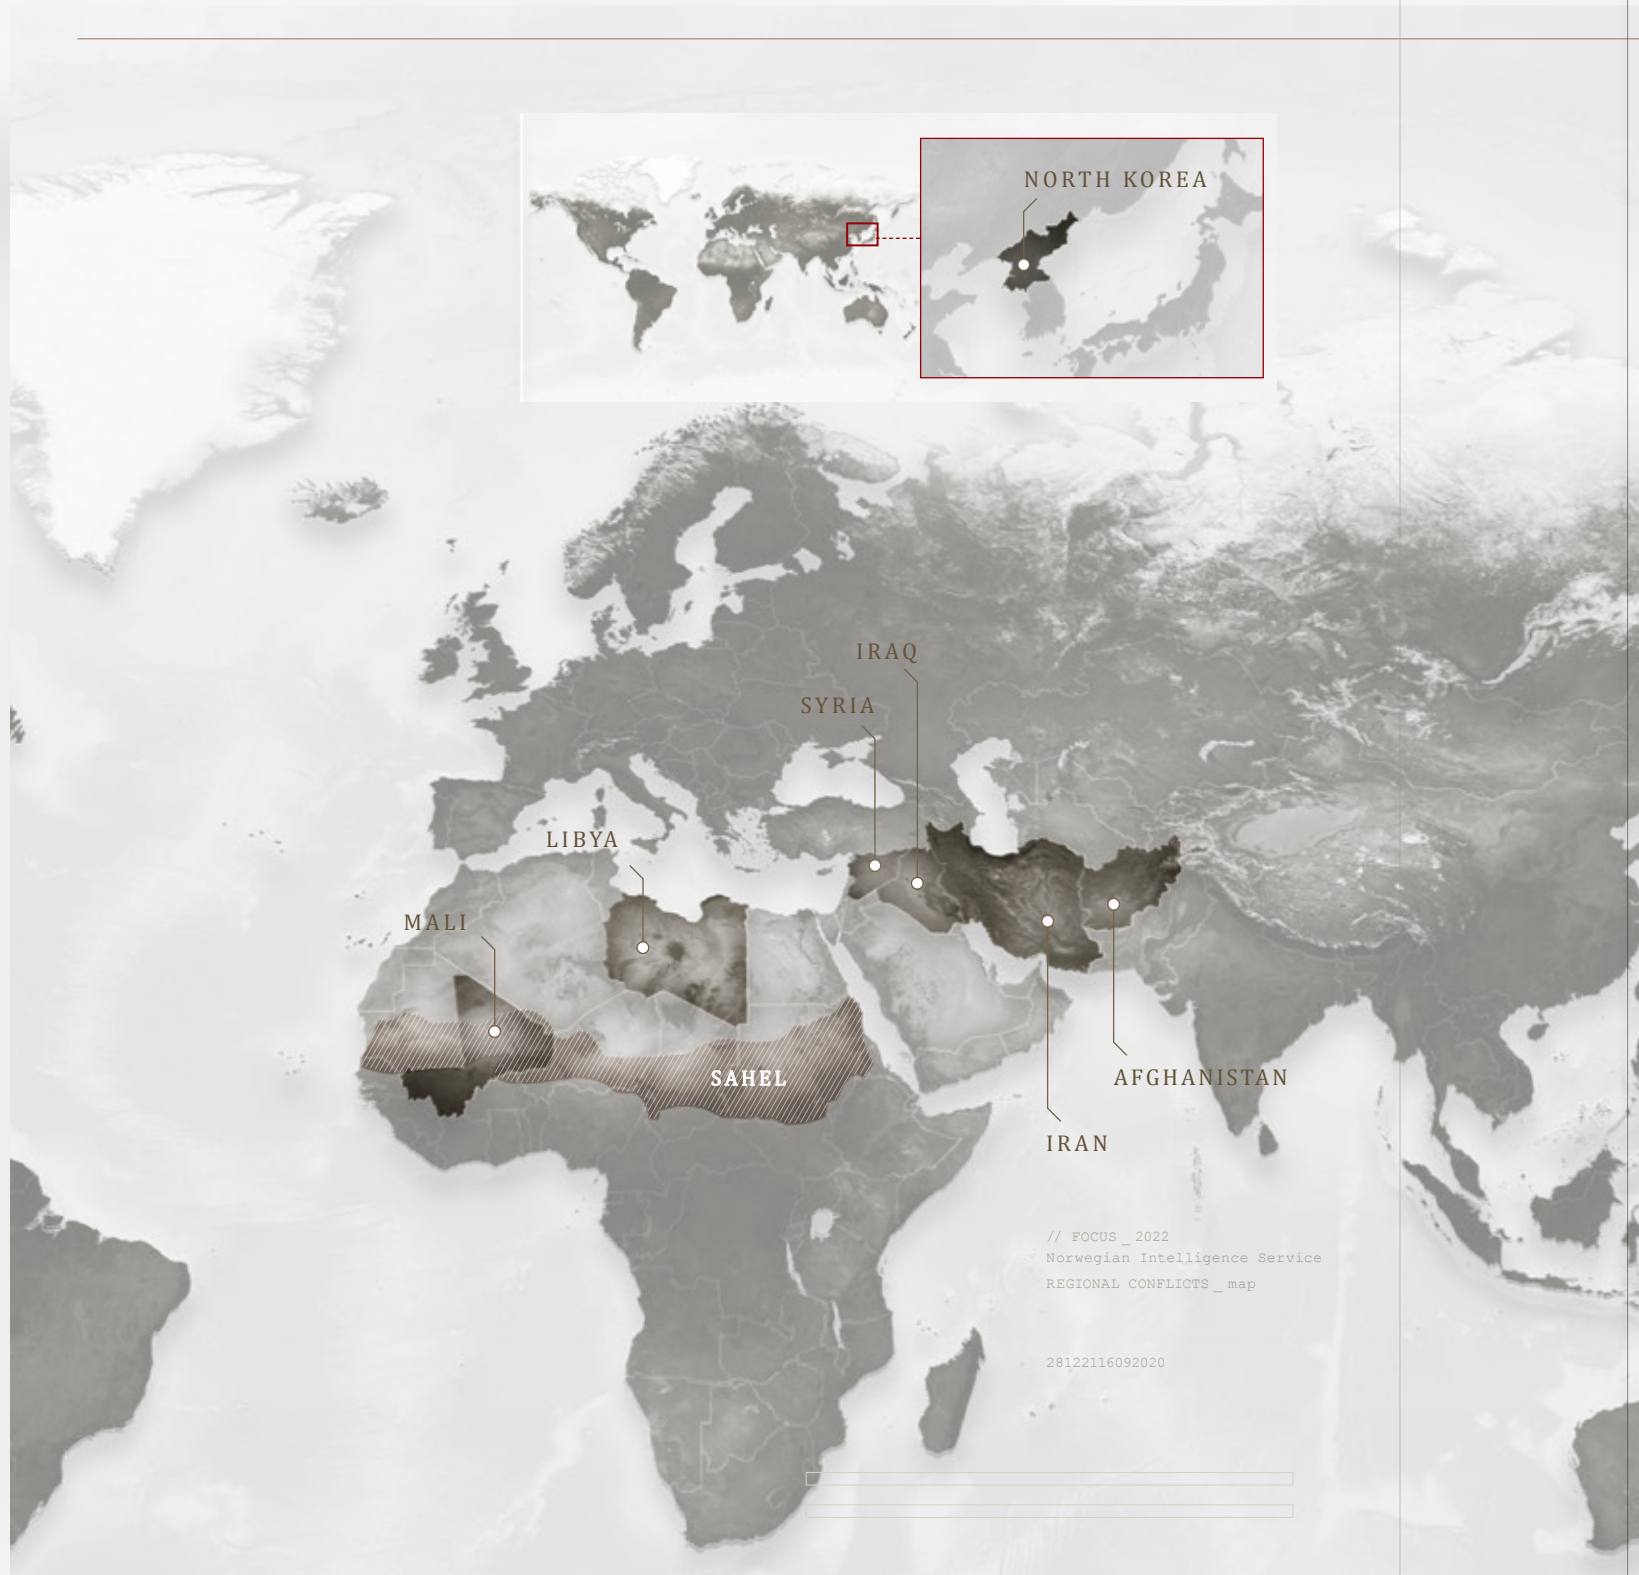 NORTH KOREA
IRAQ
SYRIA
LIBYA
MALI
SAHEL
AFGHANISTAN
IRAN
// FOCUS _ 2022
Norwegian Intelligence Service
REGIONAL CONFLICTS _ map
28122116092020